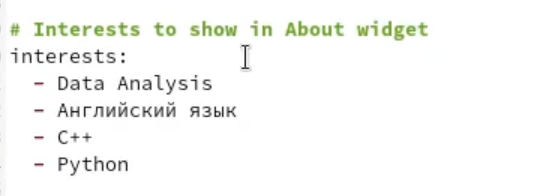 # Interests to show in About widget
interests:
- Data Analysis
- Английский язык
- C++
- Python